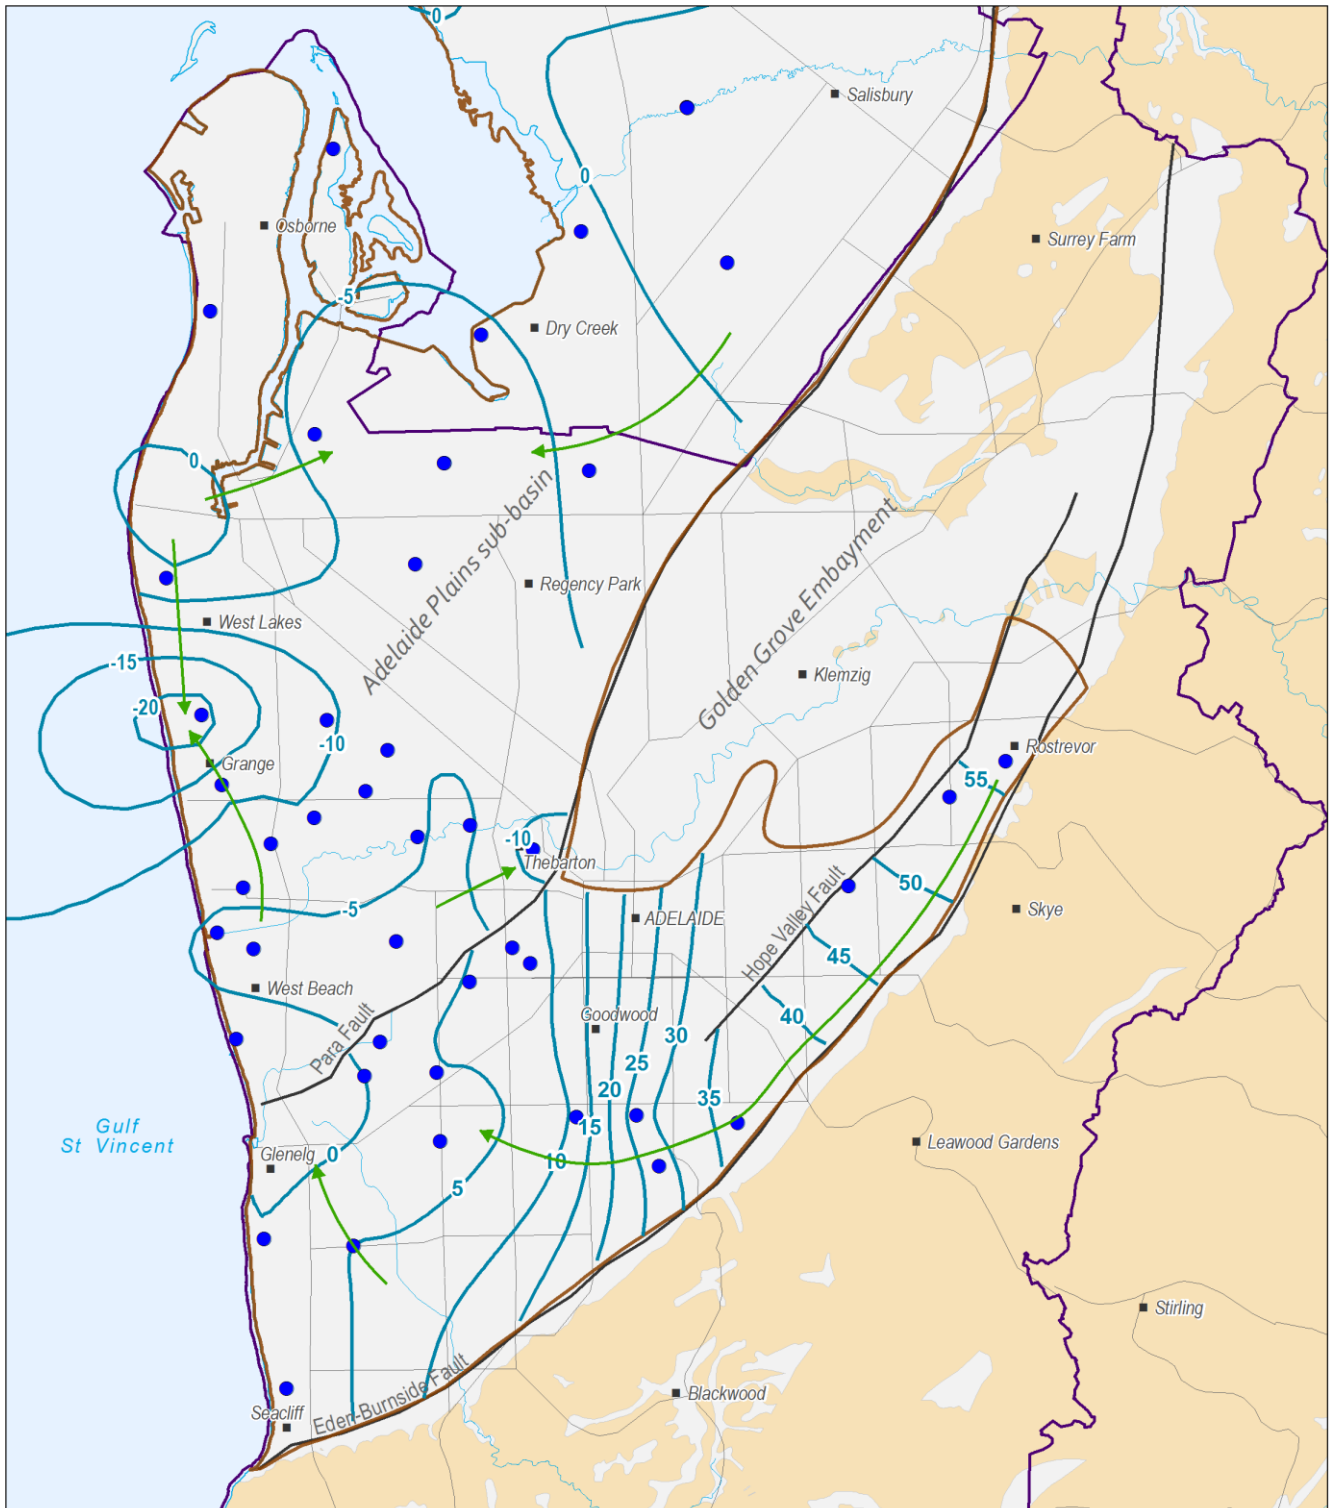 0
Salisbury
0
Osborne
Surrey Farm
-5
Dry Creek
0
Adelaide Plains sub-basin
Golden Grove Embayment
Regency Park
West Lakes
-15
Klemzig
-20
-10
Rostrevor
Grange
55
-10
Thebarton
50
Hope Valley Fault
-5
ADELAIDE
Skye
45
West Beach
Goodwood
40
Para Fault
30
25
20
35
Gulf
St Vincent
15
Glenelg
0
10
Leawood Gardens
5
Stirling
Blackwood
Eden-Burnside Fault
Seacliff